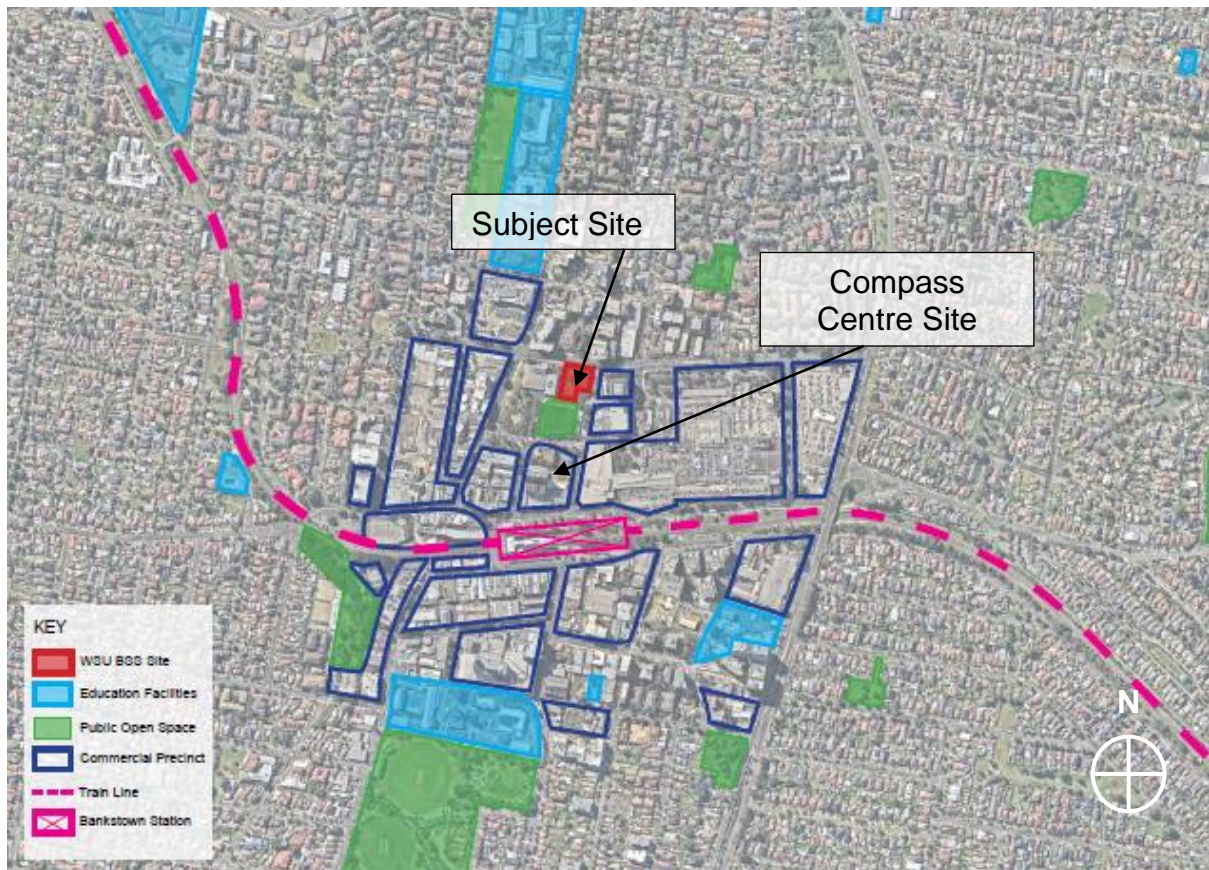 Subject Site
Compass
Centre Site
KEY
WSU BSS Site
Education Facilities
Public Open Space
Commercial Precinct
Train Line
Bankstown Station
N